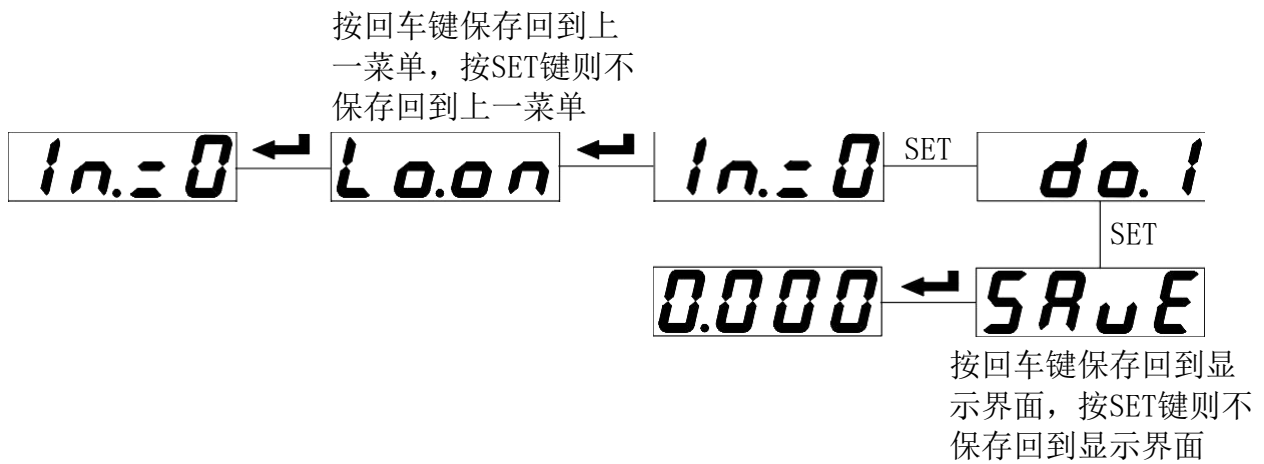 按回车键保存回到上
一菜单，按SET键则不
保存回到上一菜单
In.=0
Lo.on
In.=0
SET
do.1
SET
0.000
SAvE
按回车键保存回到显
示界面，按SET键则不
保存回到显示界面